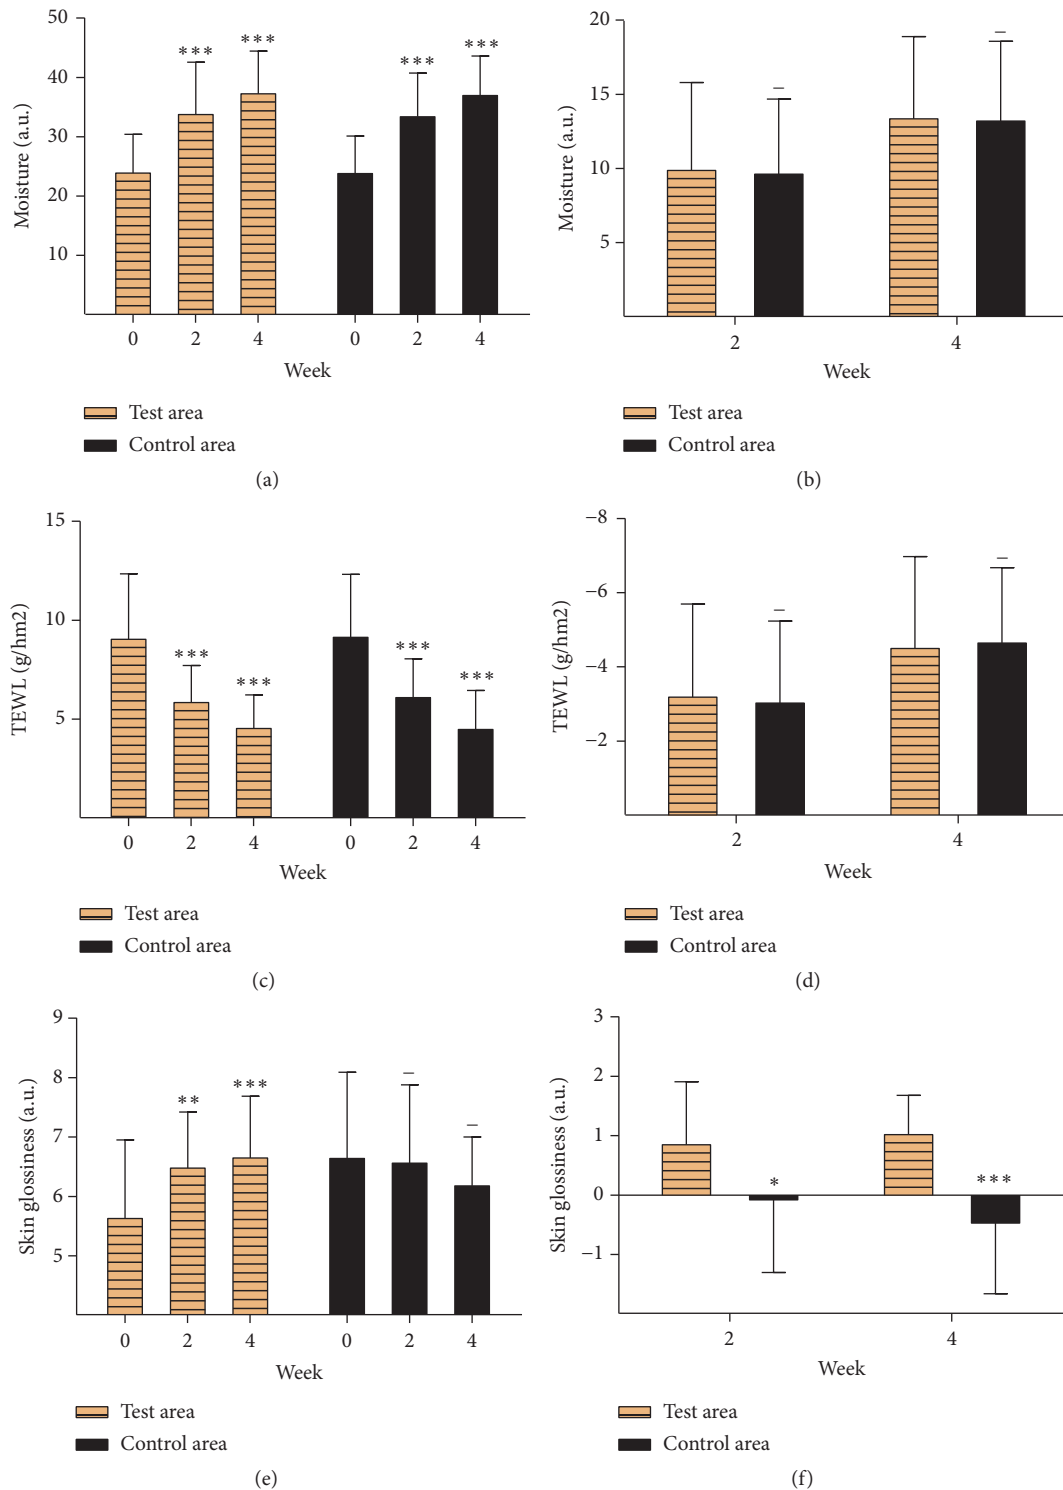 50
40
30
20
10
Moisture (a.u.)
***
***
***
***
0
2
4
0
2
4
Week
Test area
Control area
(a)
20
15
10
5
Moisture (a.u.)
–
–
2
4
Week
Test area
Control area
(b)
15
10
5
TEWL (g/hm2)
***
***
***
***
0
2
4
0
2
4
Week
Test area
Control area
(c)
−8
−6
−4
−2
TEWL (g/hm2)
–
–
2
4
Week
Test area
Control area
(d)
9
8
7
6
5
Skin glossiness (a.u.)
**
***
–
–
0
2
4
0
2
4
Week
Test area
Control area
(e)
3
2
1
0
−1
Skin glossiness (a.u.)
*
***
2
4
Week
Test area
Control area
(f)